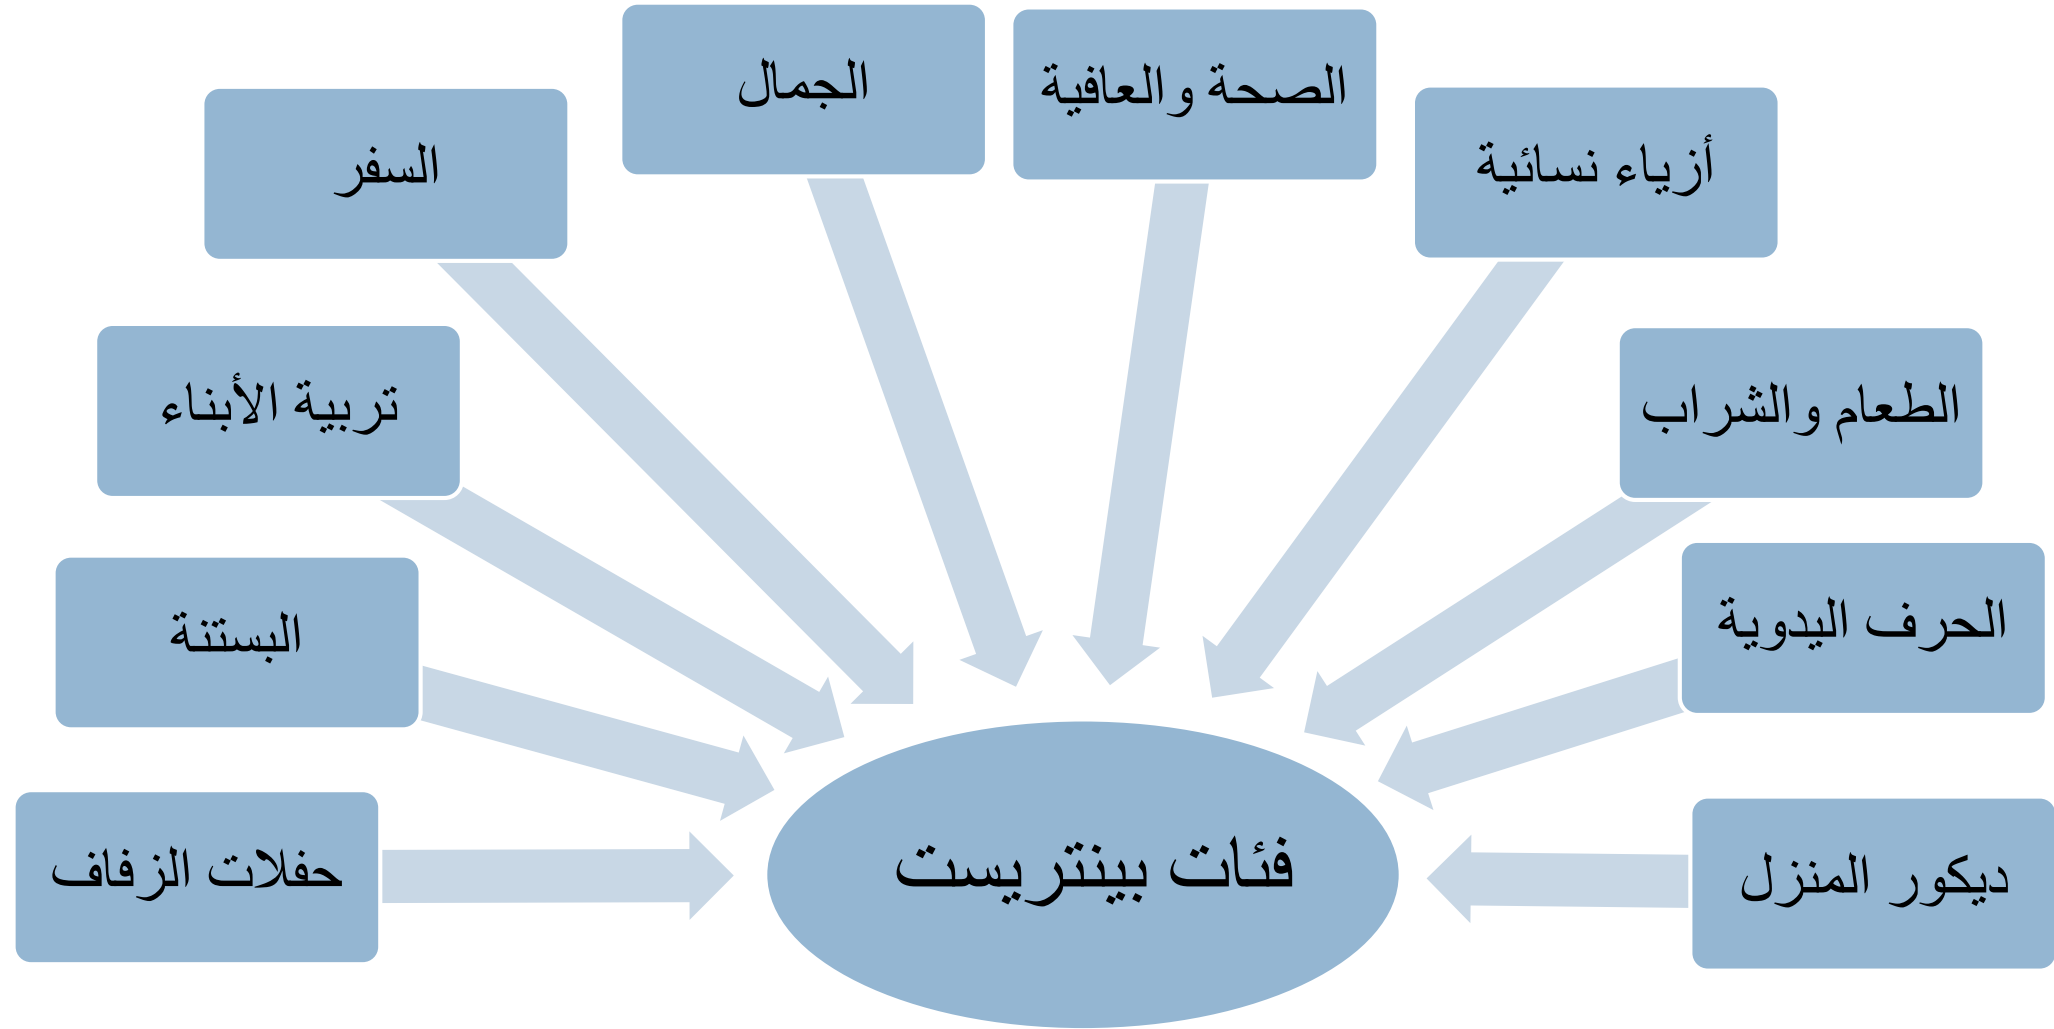 ديكور المنزل
الحرف اليدوية
الطعام والشراب
أزياء نسائية
الصحة والعافية
الجمال
السفر
تربية الأبناء
البستنة
حفلات الزفاف
فئات بينتريست